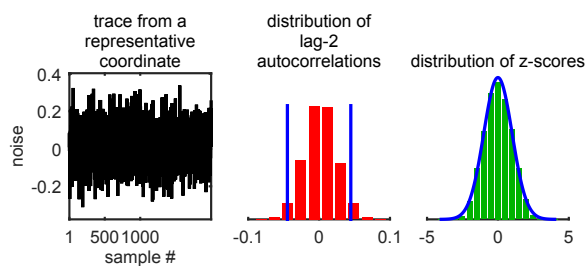 trace from a
representative
coordinate
distribution of
lag-2
autocorrelations
distribution of z-scores
0.4
0.2
0
-0.2
noise
1 500 1000
sample #
-0.1 0 0.1
-5 0 5